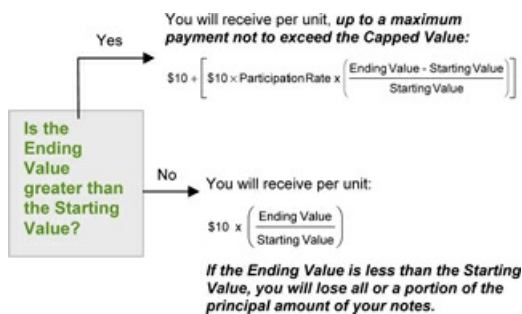 You will receive per unit, up to a maximum
payment not to exceed the Capped Value:
Yes
$10 + [$10 × Participation Rate x (Ending Value - Starting Value / Starting Value)]
Is the
Ending
Value
greater than
the Starting
Value?
No
You will receive per unit:
$10 x (Ending Value / Starting Value)
If the Ending Value is less than the Starting
Value, you will lose all or a portion of the
principal amount of your notes.